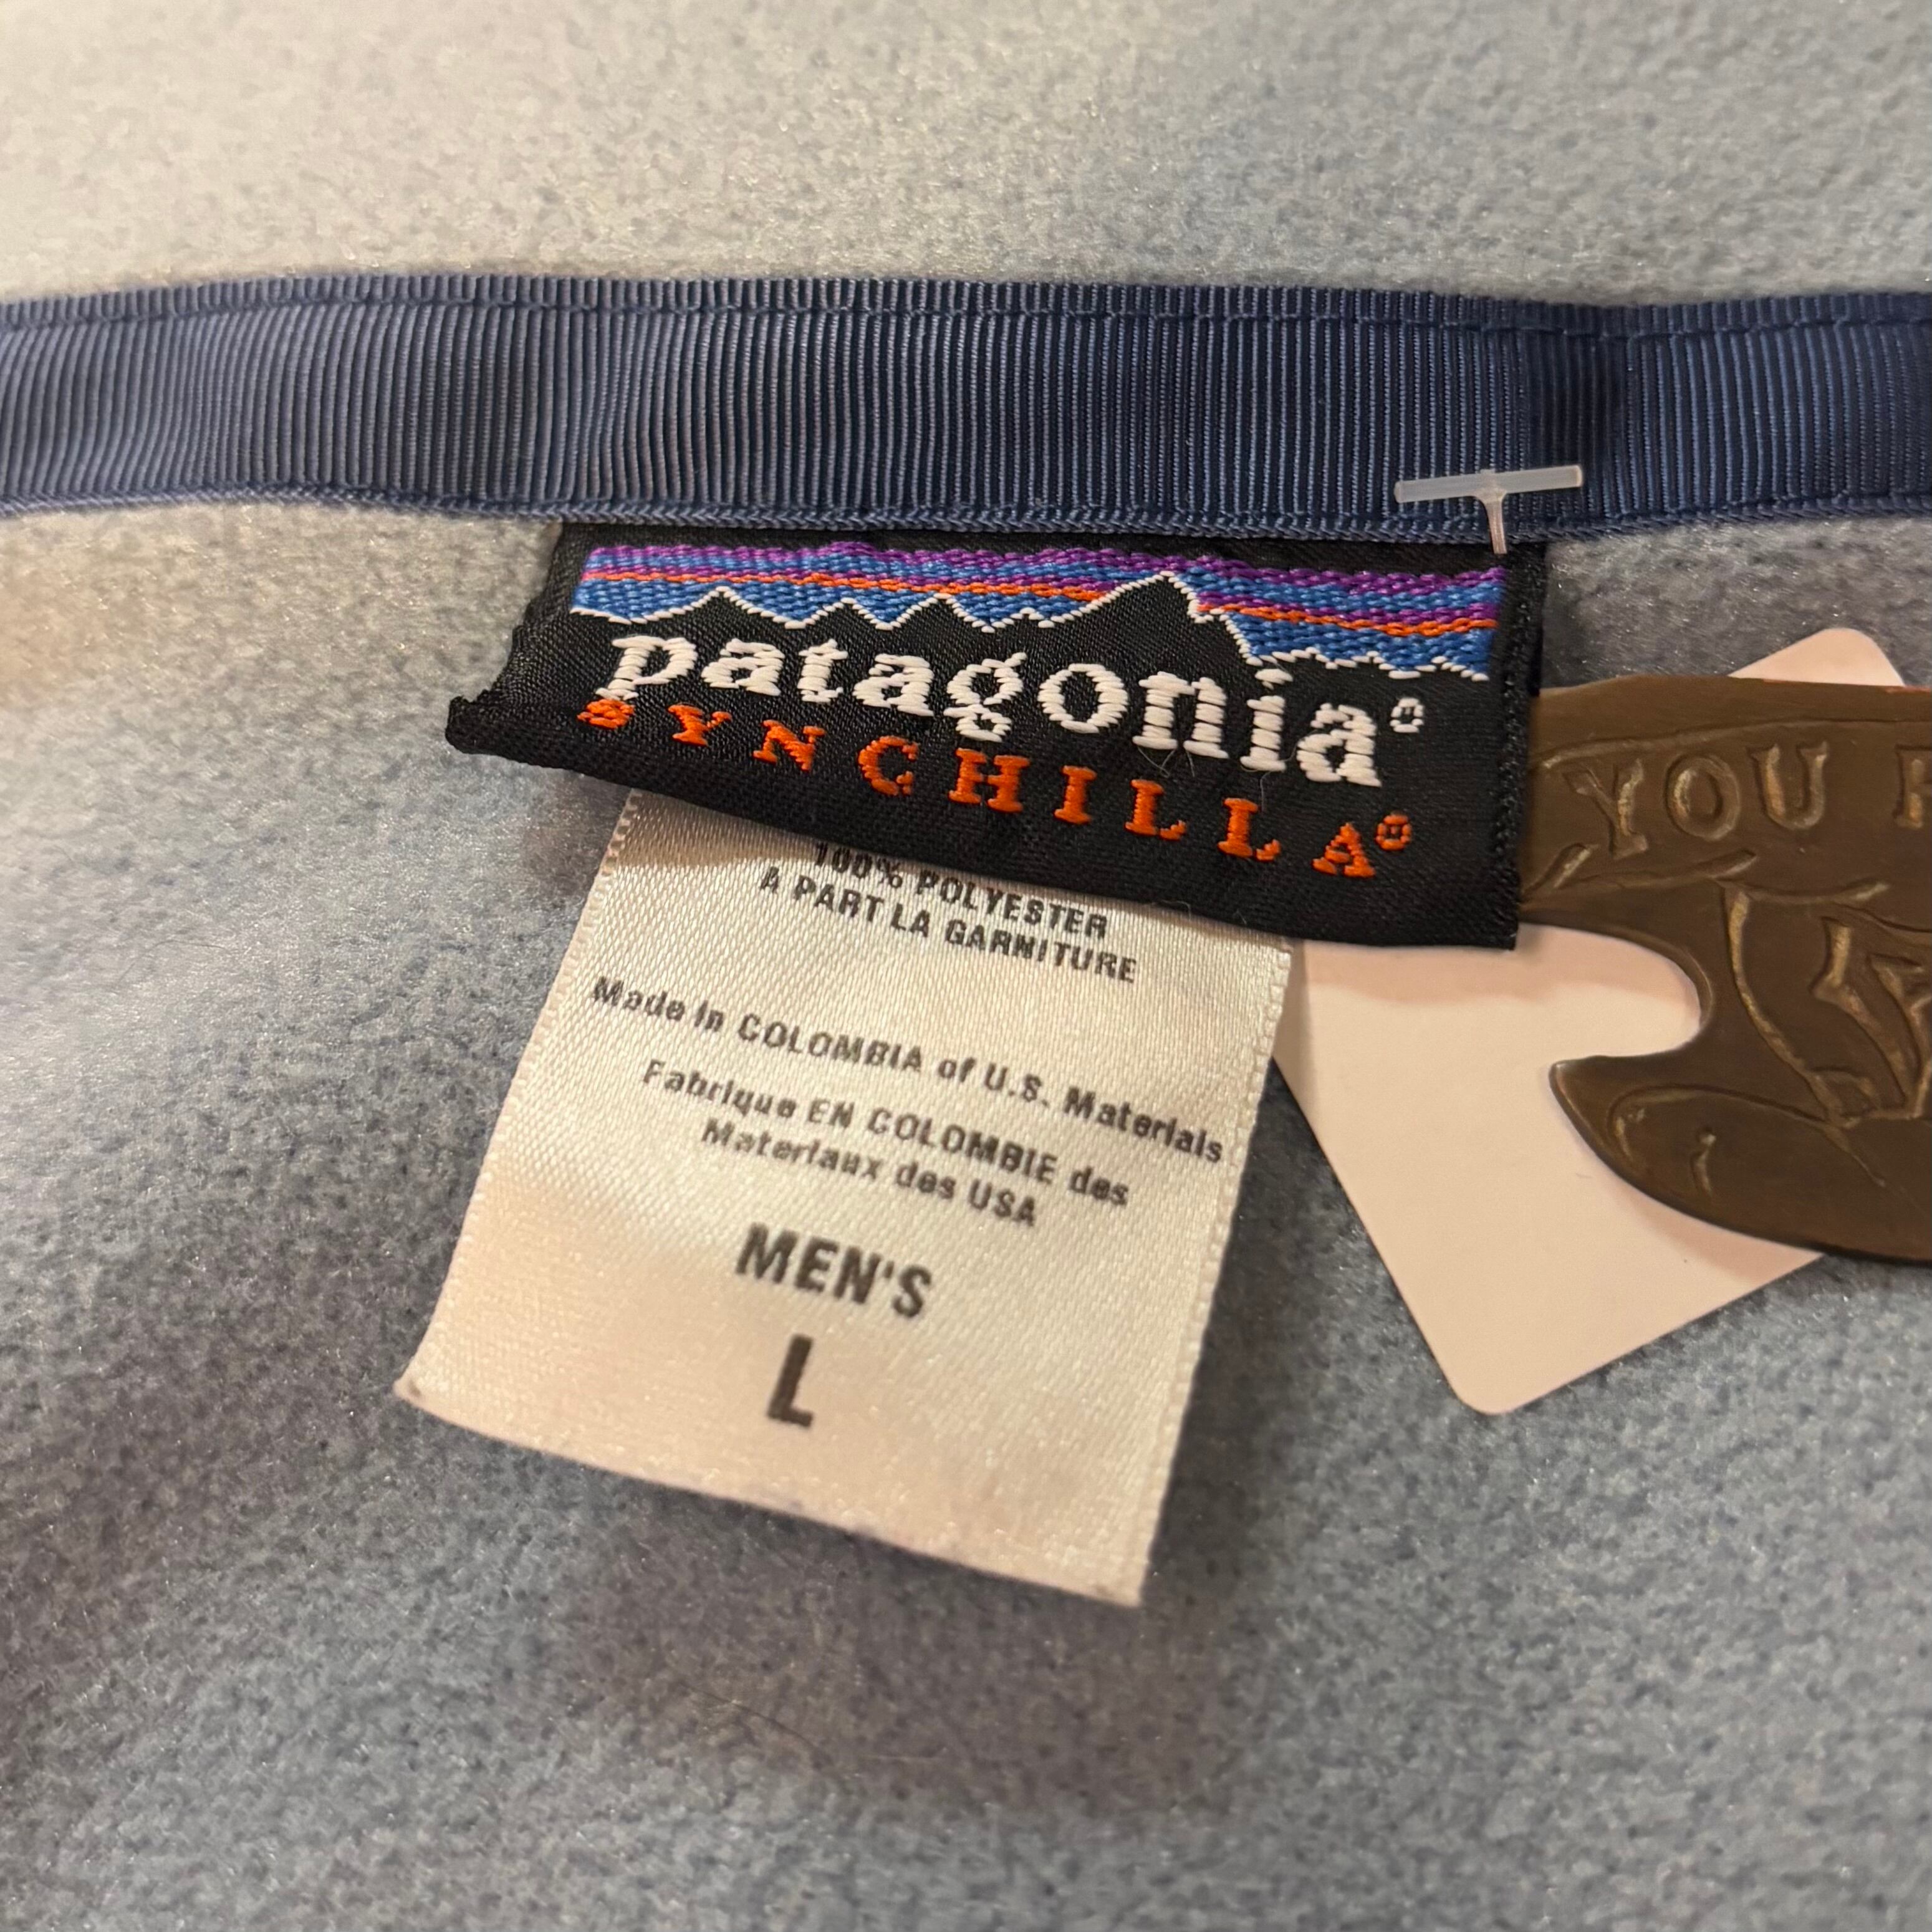 patagonia®
SYNCHILLA®
100% POLYESTER
A PART LA GARNITURE
Made in COLOMBIA of U.S. Materials
Fabrique EN COLOMBIE des
Materiaux des USA
MEN'S
L
YOU